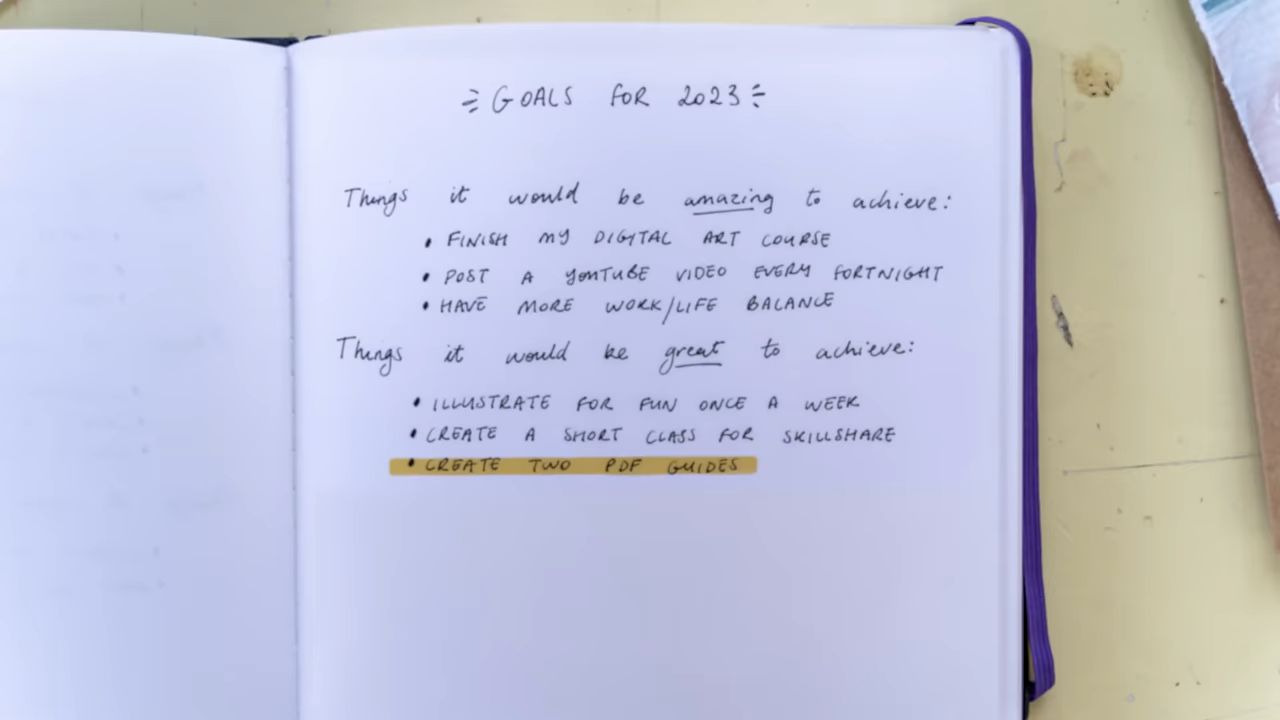 GOALS FOR 2023
Things it would be amazing to achieve:
• FINISH MY DIGITAL ART COURSE
• POST A YOUTUBE VIDEO EVERY FORTNIGHT
• HAVE MORE WORK/LIFE BALANCE
Things it would be great to achieve:
• ILLUSTRATE FOR FUN ONCE A WEEK
• CREATE A SHORT CLASS FOR SKILLSHARE
• CREATE TWO PDF GUIDES